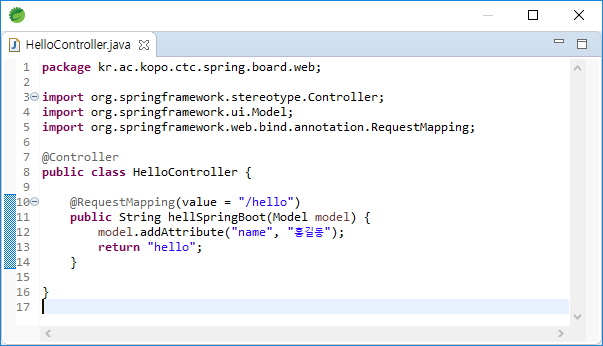 HelloController.java
1 package kr.ac.kopo.ctc.spring.board.web;
2
3 import org.springframework.stereotype.Controller;
4 import org.springframework.ui.Model;
5 import org.springframework.web.bind.annotation.RequestMapping;
6
7 @Controller
8 public class HelloController {
9
10 @RequestMapping(value = "/hello")
11 public String hellSpringBoot(Model model) {
12 model.addAttribute("name", "홍길동");
13 return "hello";
14 }
15
16 }
17